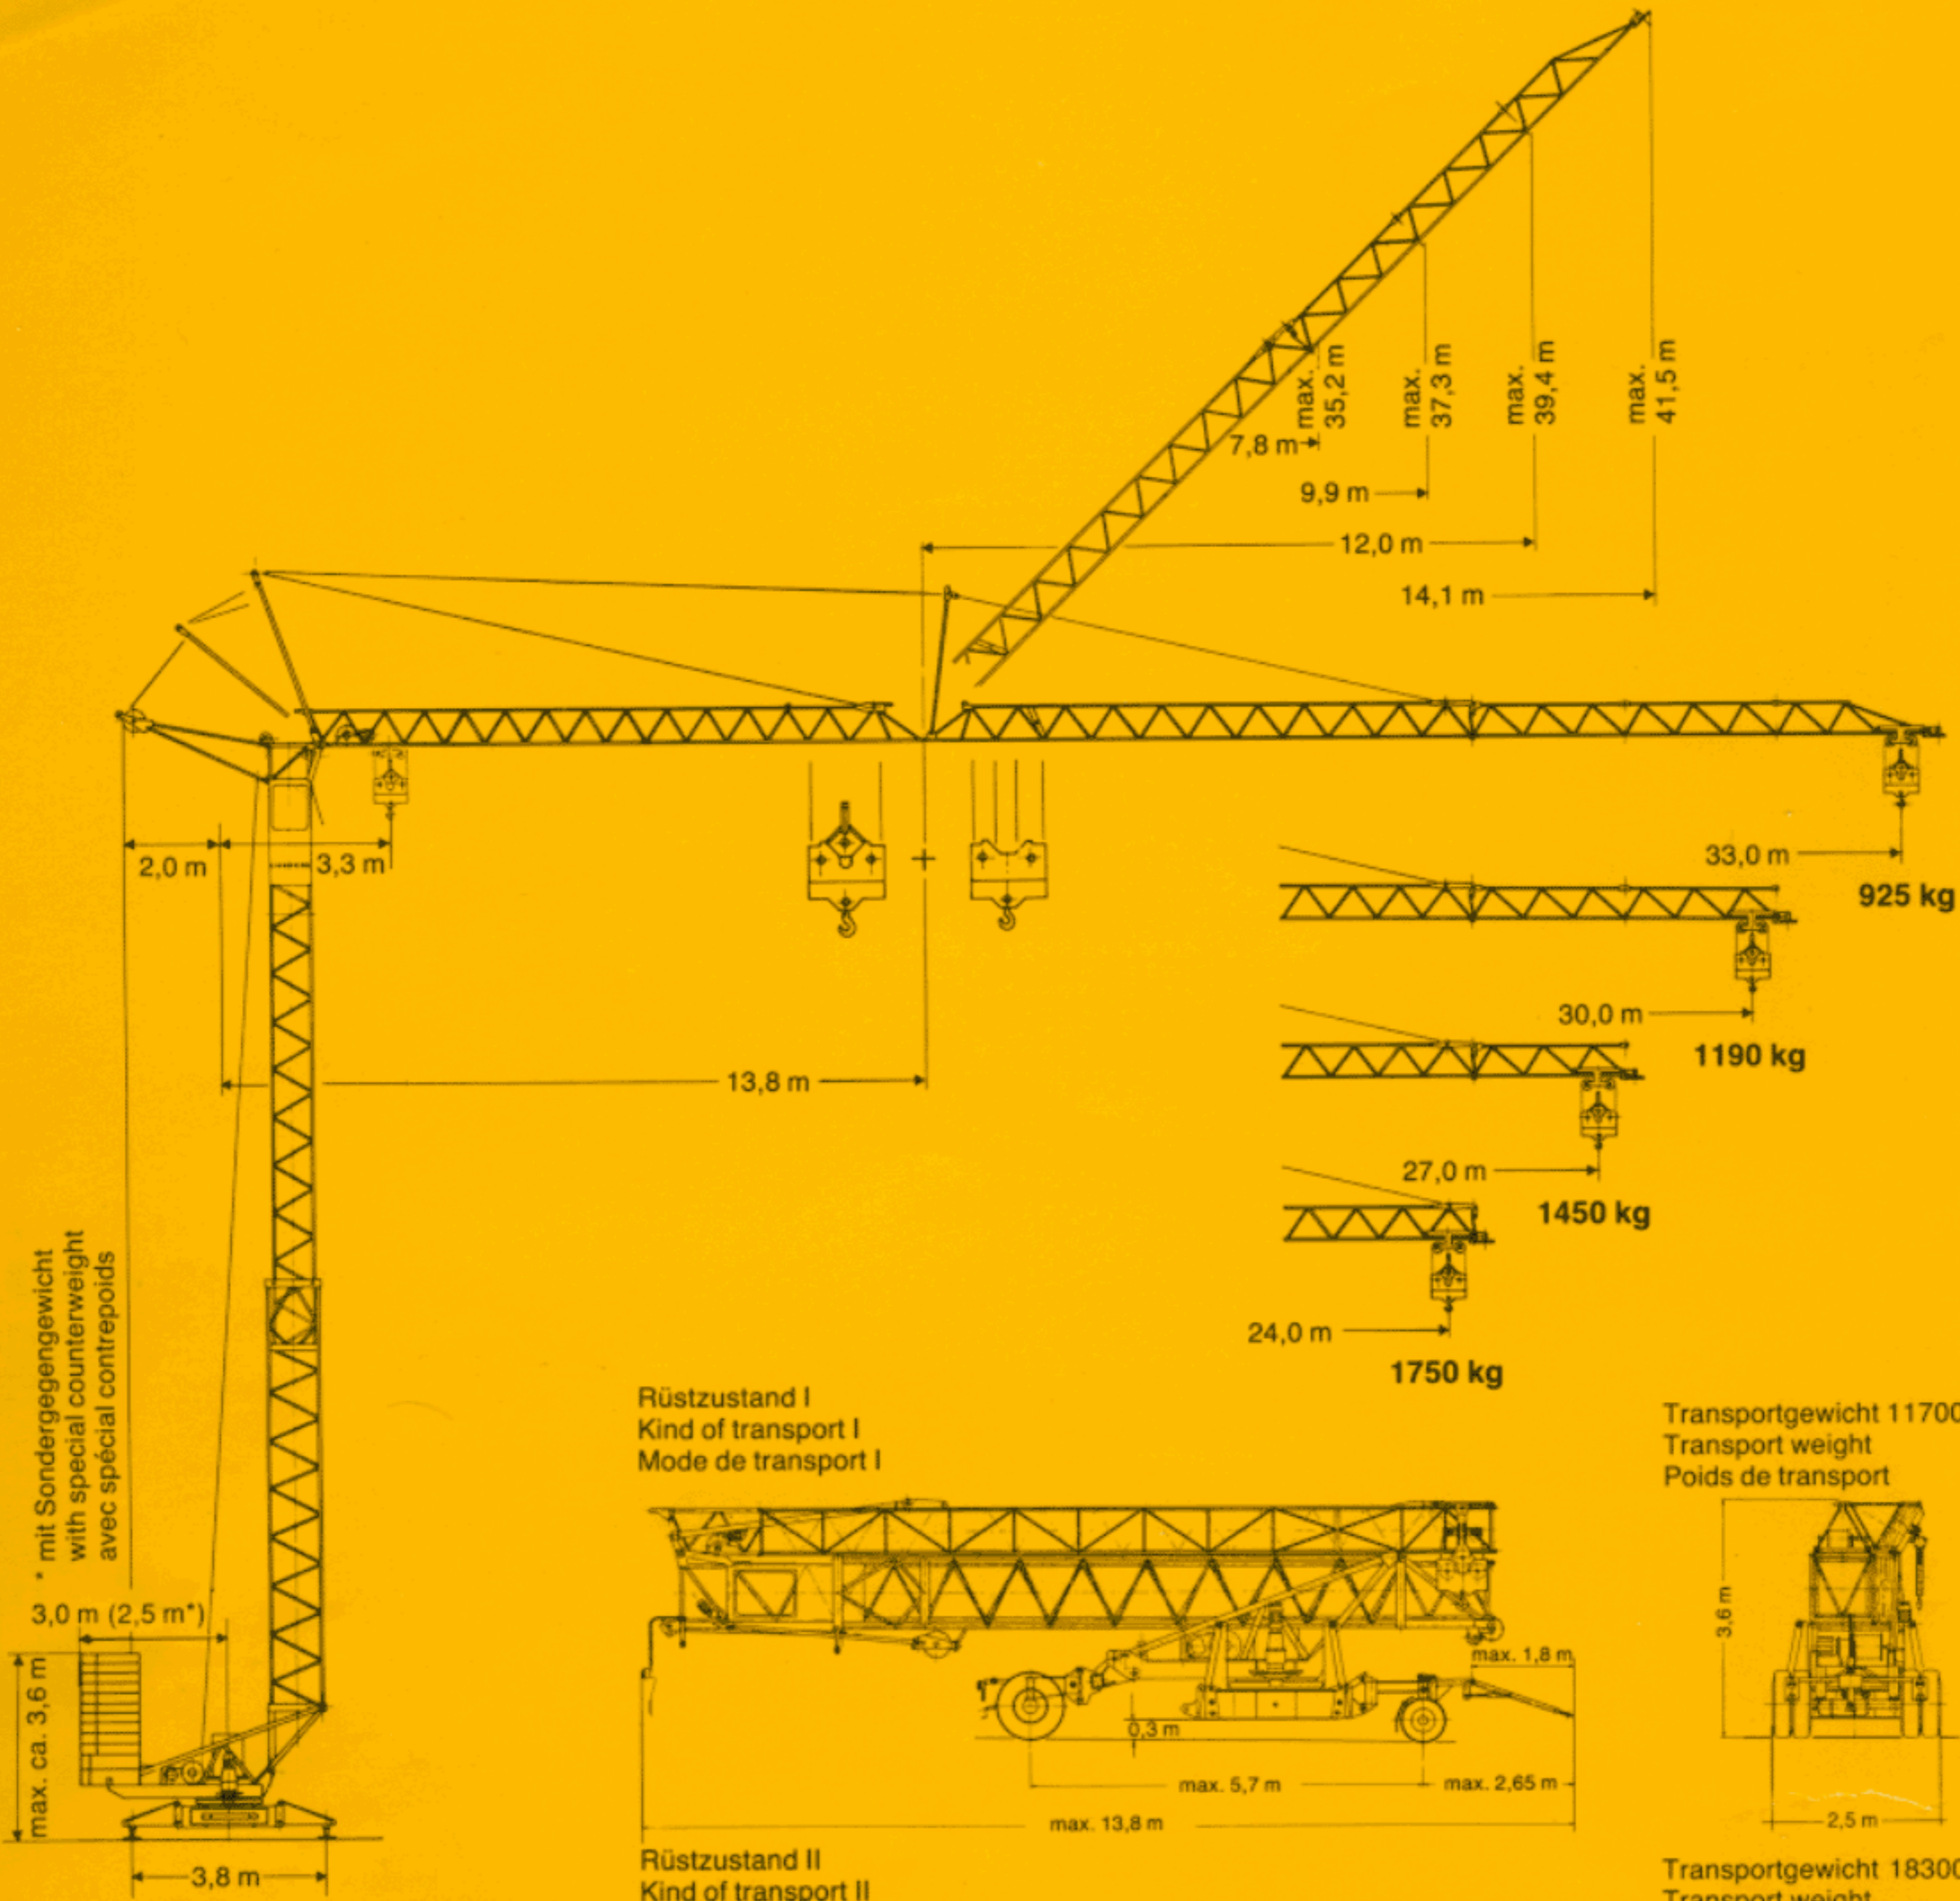 max.
35,2 m
max.
37,3 m
max.
39,4 m
max.
41,5 m
7,8 m
9,9 m
12,0 m
14,1 m
2,0 m
3,3 m
+
33,0 m
925 kg
30,0 m
1190 kg
13,8 m
27,0 m
1450 kg
24,0 m
1750 kg
* mit Sondergegengewicht
with special counterweight
avec spécial contrepoids
3,0 m (2,5 m*)
max. ca. 3,6 m
3,8 m
Rüstzustand I
Kind of transport I
Mode de transport I
Transportgewicht 11700
Transport weight
Poids de transport
3,6 m
max. 1,8 m
0,3 m
max. 5,7 m
max. 2,65 m
max. 13,8 m
2,5 m
Rüstzustand II
Kind of transport II
Transportgewicht 18300
Transport weight